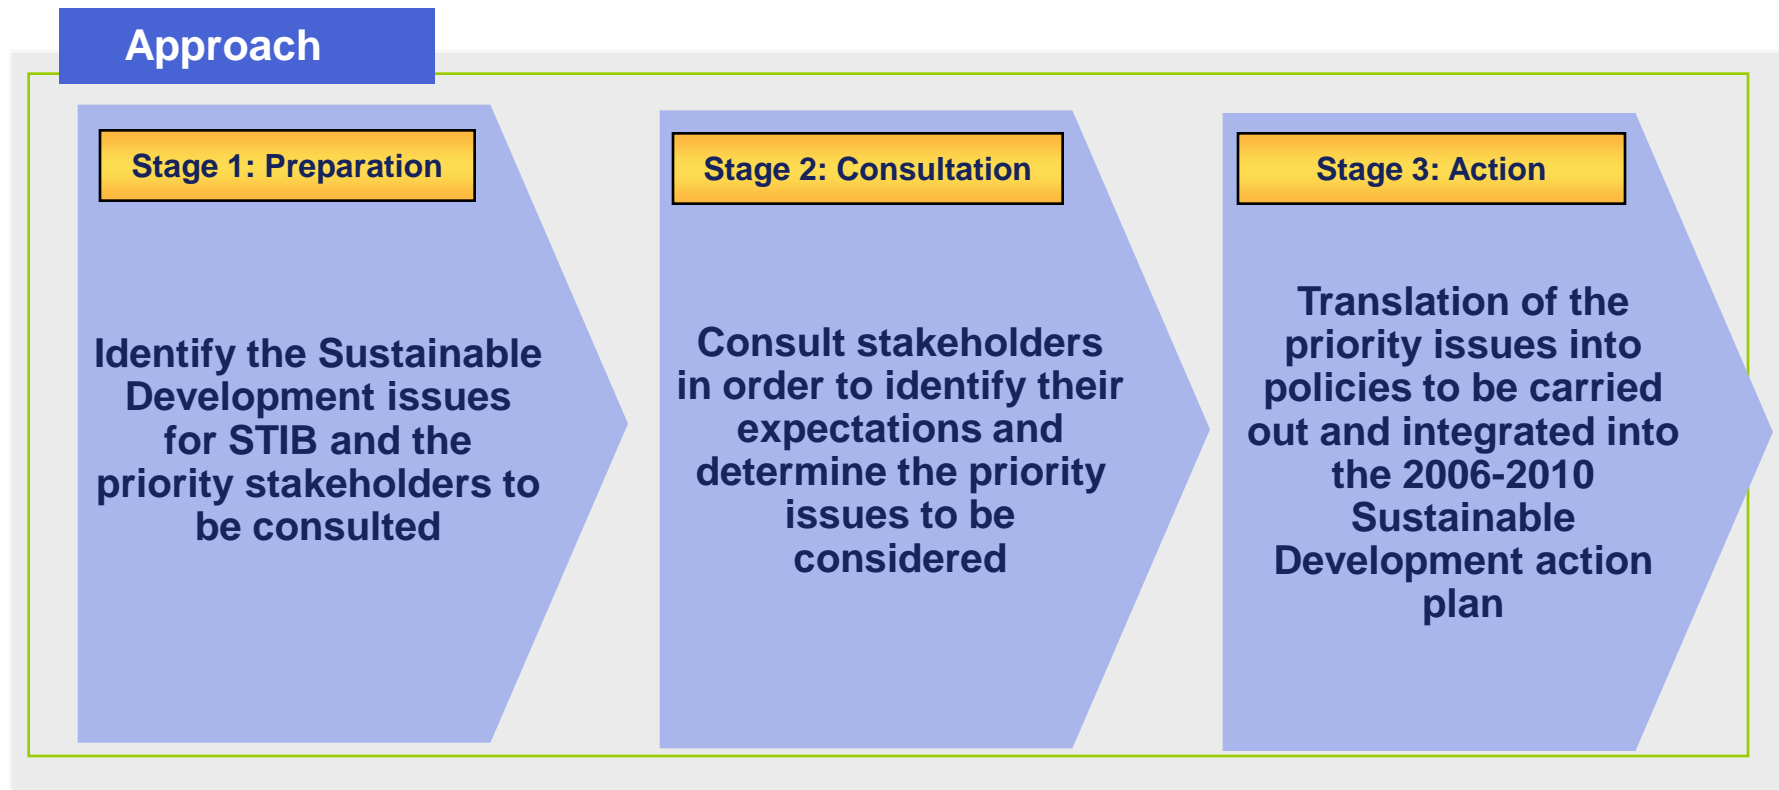 Approach
Stage 1: Preparation
Identify the Sustainable
Development issues
for STIB and the
priority stakeholders to
be consulted
Stage 2: Consultation
Consult stakeholders
in order to identify their
expectations and
determine the priority
issues to be
considered
Stage 3: Action
Translation of the
priority issues into
policies to be carried
out and integrated into
the 2006-2010
Sustainable
Development action
plan